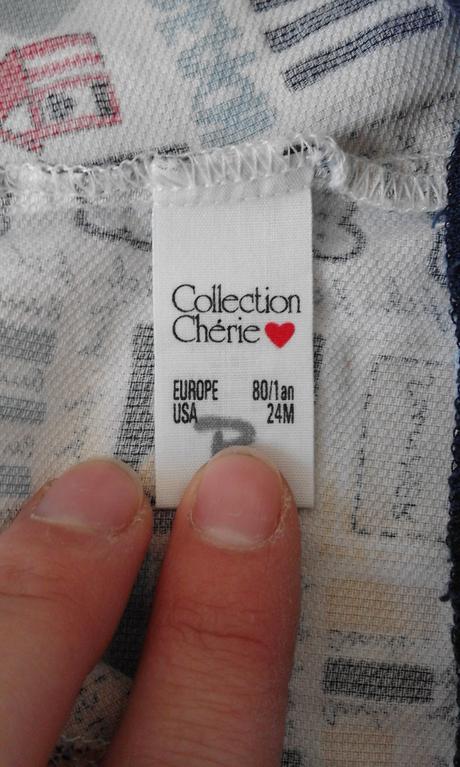 Collection
Chérie
EUROPE 80/1an
USA 24M